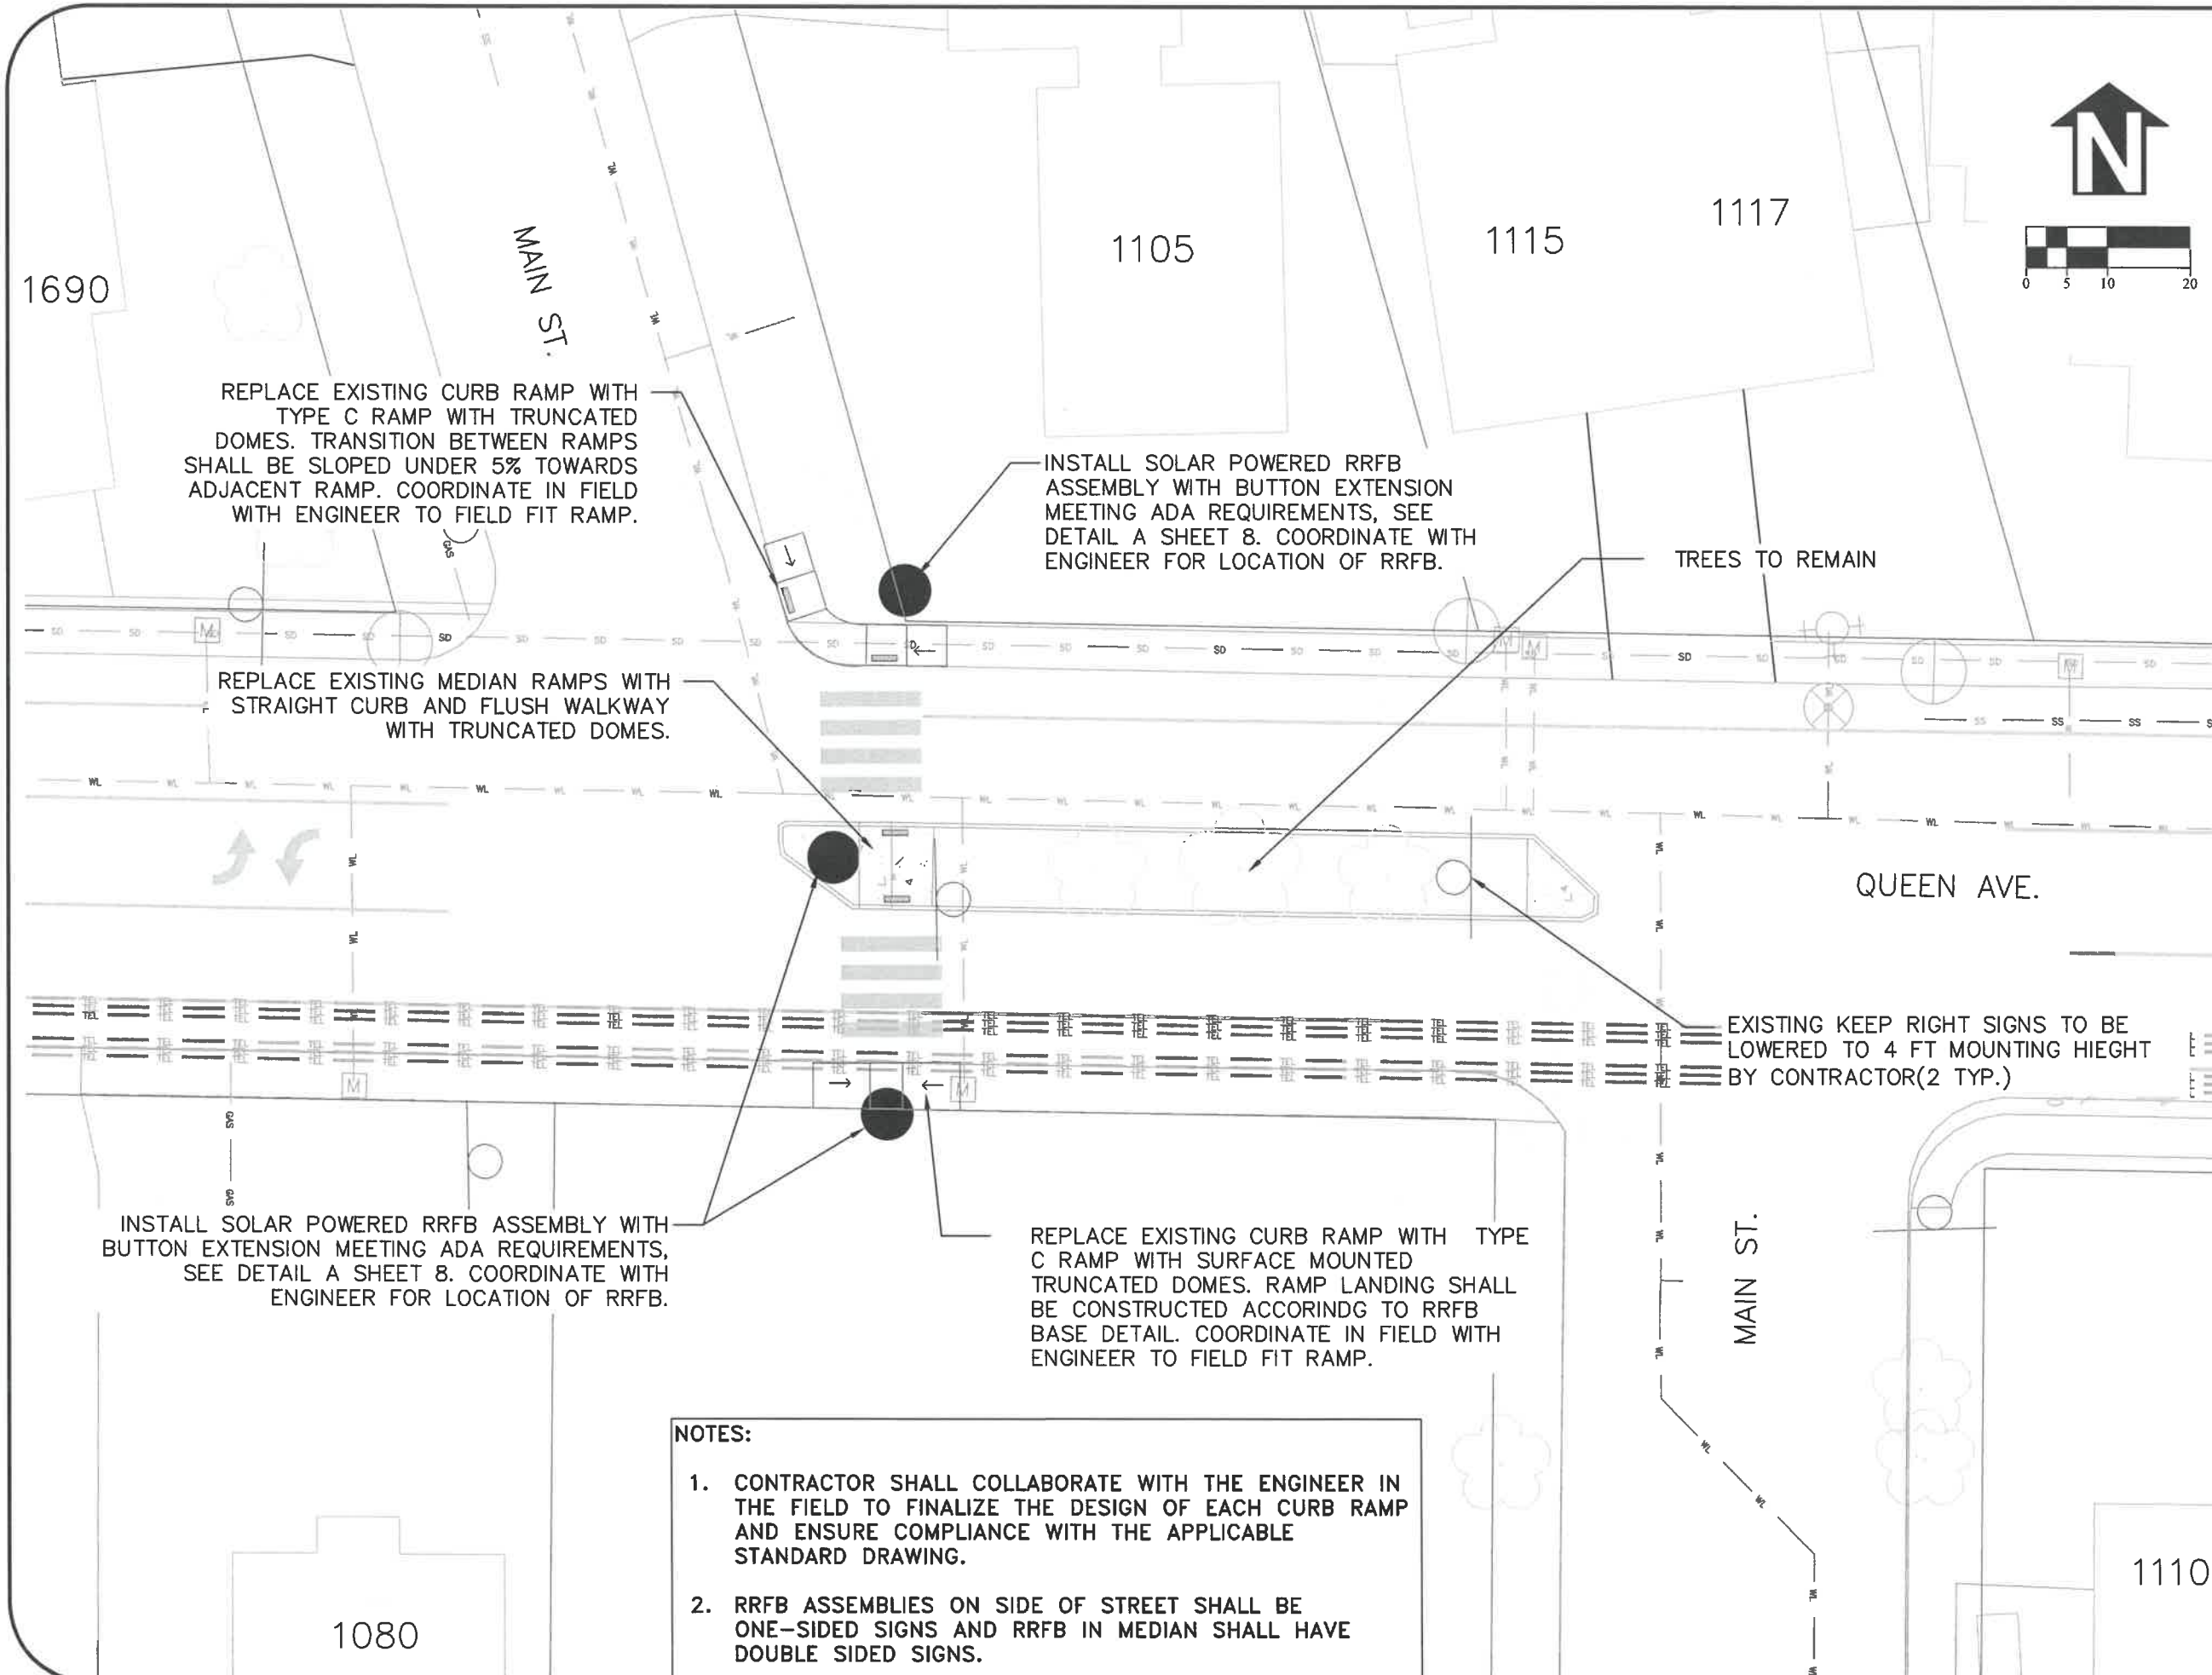 1690
MAIN ST.
1105
1115
1117
N
0 5 10 20
REPLACE EXISTING CURB RAMP WITH
TYPE C RAMP WITH TRUNCATED
DOMES. TRANSITION BETWEEN RAMPS
SHALL BE SLOPED UNDER 5% TOWARDS
ADJACENT RAMP. COORDINATE IN FIELD
WITH ENGINEER TO FIELD FIT RAMP.
INSTALL SOLAR POWERED RRFB
ASSEMBLY WITH BUTTON EXTENSION
MEETING ADA REQUIREMENTS, SEE
DETAIL A SHEET 8. COORDINATE WITH
ENGINEER FOR LOCATION OF RRFB.
TREES TO REMAIN
REPLACE EXISTING MEDIAN RAMPS WITH
STRAIGHT CURB AND FLUSH WALKWAY
WITH TRUNCATED DOMES.
QUEEN AVE.
EXISTING KEEP RIGHT SIGNS TO BE
LOWERED TO 4 FT MOUNTING HIEGHT
BY CONTRACTOR(2 TYP.)
INSTALL SOLAR POWERED RRFB ASSEMBLY WITH
BUTTON EXTENSION MEETING ADA REQUIREMENTS,
SEE DETAIL A SHEET 8. COORDINATE WITH
ENGINEER FOR LOCATION OF RRFB.
REPLACE EXISTING CURB RAMP WITH TYPE
C RAMP WITH SURFACE MOUNTED
TRUNCATED DOMES. RAMP LANDING SHALL
BE CONSTRUCTED ACCORINDG TO RRFB
BASE DETAIL. COORDINATE IN FIELD WITH
ENGINEER TO FIELD FIT RAMP.
MAIN ST.
NOTES:
1. CONTRACTOR SHALL COLLABORATE WITH THE ENGINEER IN
THE FIELD TO FINALIZE THE DESIGN OF EACH CURB RAMP
AND ENSURE COMPLIANCE WITH THE APPLICABLE
STANDARD DRAWING.
2. RRFB ASSEMBLIES ON SIDE OF STREET SHALL BE
ONE-SIDED SIGNS AND RRFB IN MEDIAN SHALL HAVE
DOUBLE SIDED SIGNS.
1080
1110